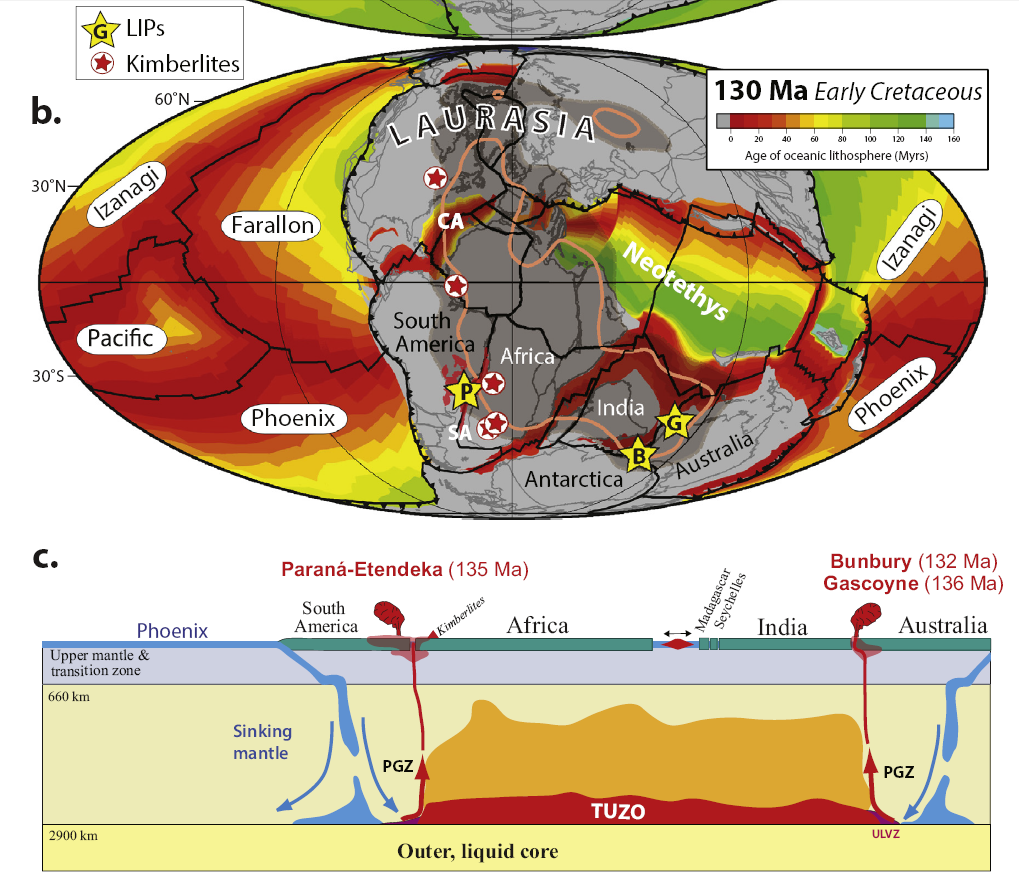 G LIPs
Kimberlites
b.
60°N
30°N
30°S
130 Ma Early Cretaceous
0 20 40 60 80 100 120 140 160
Age of oceanic lithosphere (Myrs)
LAURASIA
Izanagi
Farallon
CA
Neotethys
Izanagi
Pacific
South
America
Africa
Phoenix
P
India
G
Phoenix
SA
B
Australia
Antarctica
c.
Paraná-Etendeka (135 Ma)
Bunbury (132 Ma)
Gascoyne (136 Ma)
Phoenix
South
America
Kimberlites
Africa
Madagascar
Seychelles
India
Australia
Upper mantle &
transition zone
660 km
Sinking
mantle
PGZ
PGZ
TUZO
ULVZ
2900 km
Outer, liquid core